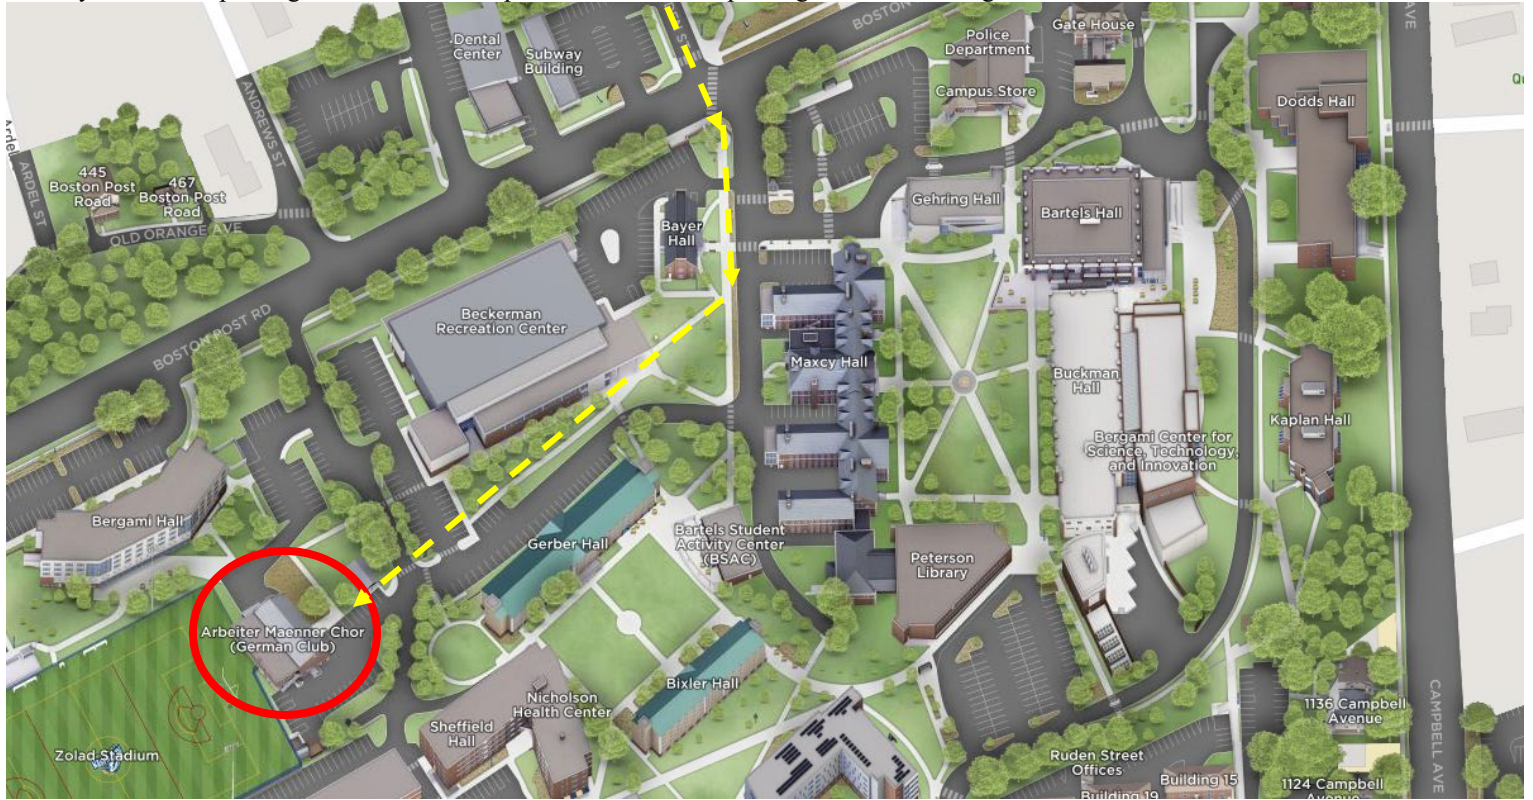 BOSTON
AVE
Gate House
Police
Department
Dental
Center
Subway
Building
Campus Store
Dodds Hall
ANDREWS ST
ARDEL ST
445
Boston Post
Road
467
Boston Post
Road
OLD ORANGE AVE
Gehring Hall
Bartels Hall
Bayer
Hall
BOSTON POST RD
Beckerman
Recreation Center
Maxcy Hall
Buckman
Hall
Kaplan Hall
Bergami Center for
Science, Technology,
and Innovation
Bergami Hall
Gerber Hall
Bartels Student
Activity Center
(BSAC)
Peterson
Library
Arbeiter Maenner Chor
(German Club)
Bixler Hall
Nicholson
Health Center
Sheffield
Hall
Zolad Stadium
1136 Campbell
Avenue
CAMPBELL AVE
Ruden Street
Offices
Building 15
Building 19
1124 Campbell
Avenue